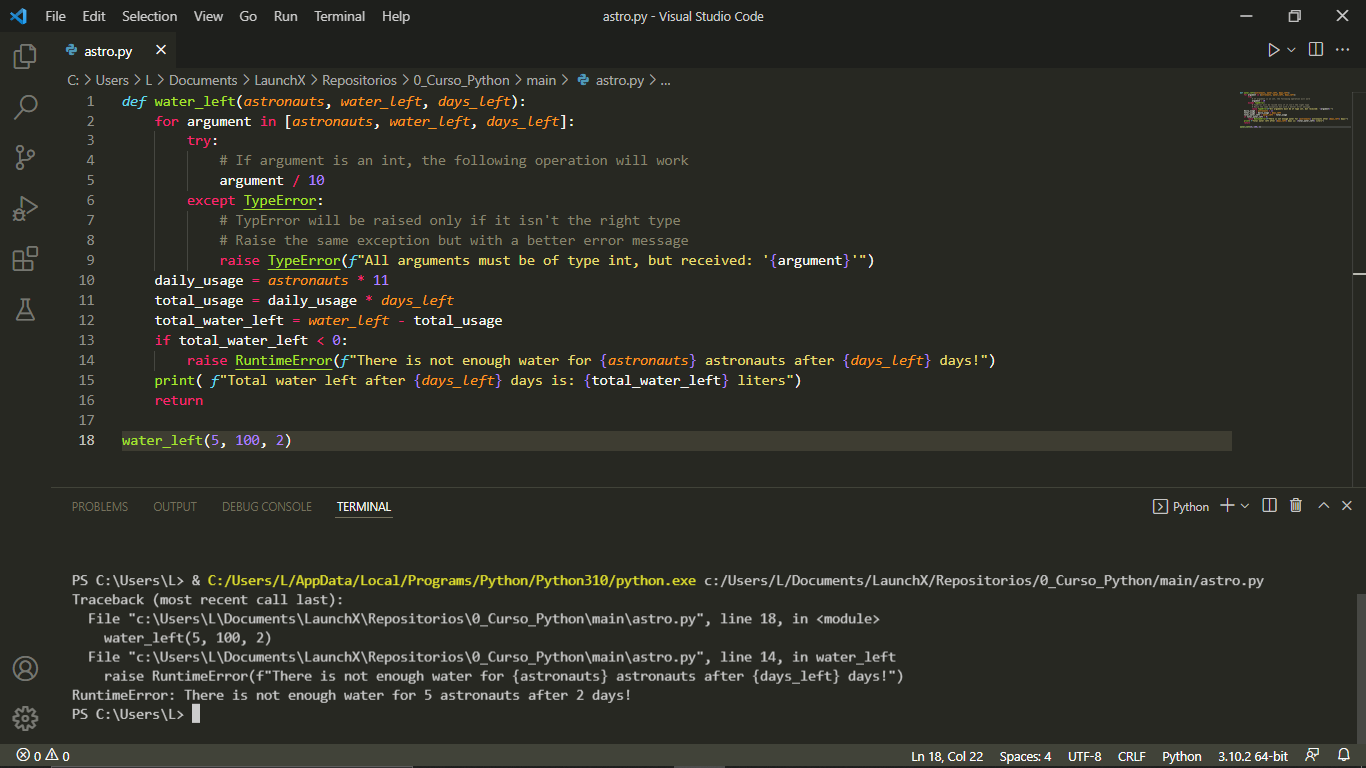 File Edit Selection View Go Run Terminal Help astro.py - Visual Studio Code
astro.py
C: > Users > L > Documents > LaunchX > Repositorios > 0_Curso_Python > main > astro.py > ...
1 def water_left(astronauts, water_left, days_left):
2     for argument in [astronauts, water_left, days_left]:
3         try:
4             # If argument is an int, the following operation will work
5             argument / 10
6         except TypeError:
7             # TypError will be raised only if it isn't the right type
8             # Raise the same exception but with a better error message
9             raise TypeError(f"All arguments must be of type int, but received: '{argument}'")
10     daily_usage = astronauts * 11
11     total_usage = daily_usage * days_left
12     total_water_left = water_left - total_usage
13     if total_water_left < 0:
14         raise RuntimeError(f"There is not enough water for {astronauts} astronauts after {days_left} days!")
15     print( f"Total water left after {days_left} days is: {total_water_left} liters")
16     return
17
18 water_left(5, 100, 2)
PROBLEMS OUTPUT DEBUG CONSOLE TERMINAL Python
PS C:\Users\L> & C:/Users/L/AppData/Local/Programs/Python/Python310/python.exe c:/Users/L/Documents/LaunchX/Repositorios/0_Curso_Python/main/astro.py
Traceback (most recent call last):
  File "c:\Users\L\Documents\LaunchX\Repositorios\0_Curso_Python\main\astro.py", line 18, in <module>
    water_left(5, 100, 2)
  File "c:\Users\L\Documents\LaunchX\Repositorios\0_Curso_Python\main\astro.py", line 14, in water_left
    raise RuntimeError(f"There is not enough water for {astronauts} astronauts after {days_left} days!")
RuntimeError: There is not enough water for 5 astronauts after 2 days!
PS C:\Users\L>
0 0 Ln 18, Col 22 Spaces: 4 UTF-8 CRLF Python 3.10.2 64-bit